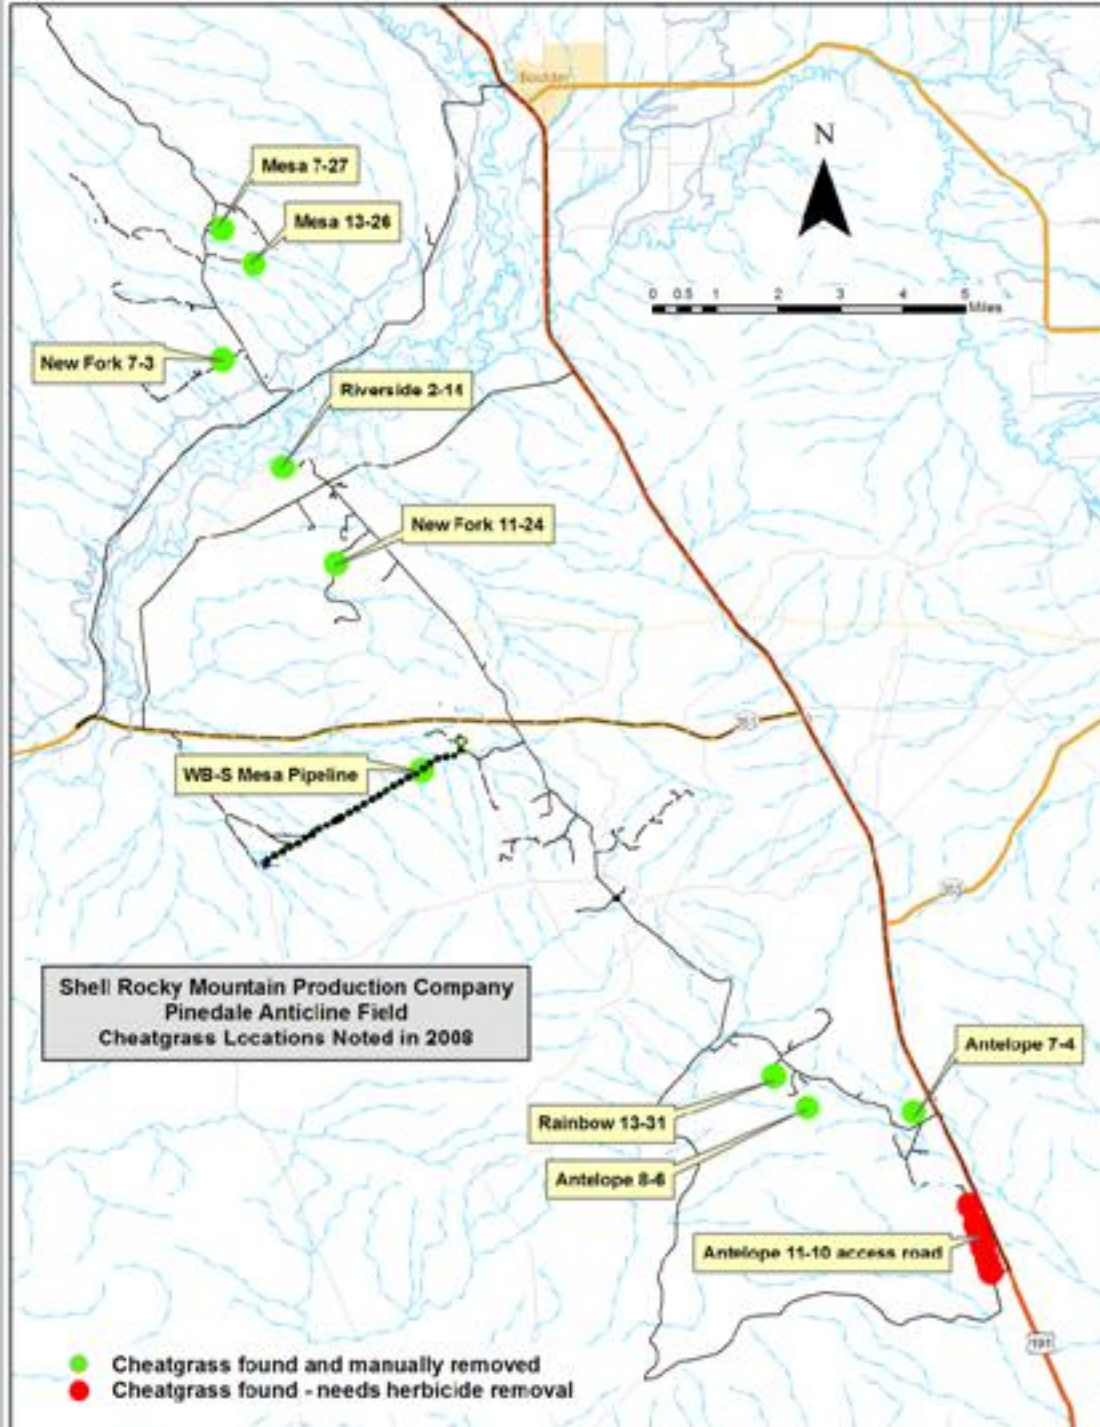 Boulder
Mesa 7-27
N
Mesa 13-26
0 0.5 1 2 3 4 5
Miles
New Fork 7-3
Riverside 2-14
New Fork 11-24
WB-S Mesa Pipeline
Shell Rocky Mountain Production Company
Pinedale Anticline Field
Cheatgrass Locations Noted in 2008
Antelope 7-4
Rainbow 13-31
Antelope 8-6
Antelope 11-10 access road
191
Cheatgrass found and manually removed
Cheatgrass found - needs herbicide removal